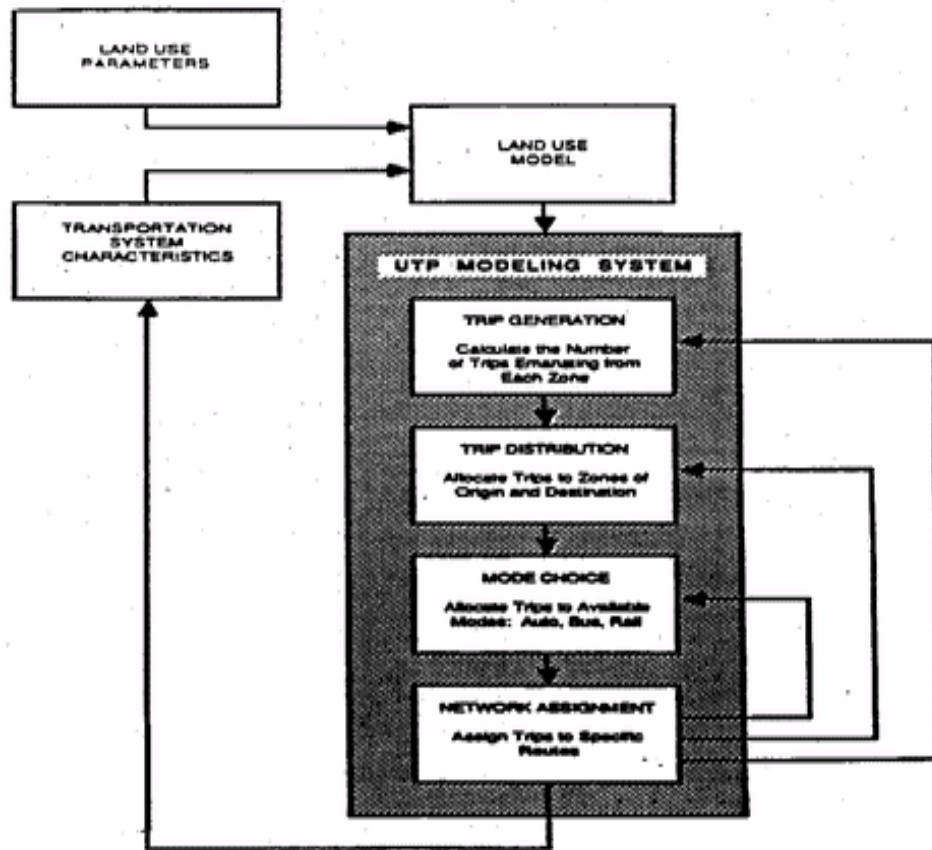 LAND USE
PARAMETERS
LAND USE
MODEL
TRANSPORTATION
SYSTEM
CHARACTERISTICS
UTP MODELING SYSTEM
TRIP GENERATION
Calculate the Number
of Trips Emanating from
Each Zone
TRIP DISTRIBUTION
Allocate Trips to Zones of
Origin and Destination
MODE CHOICE
Allocate Trips to Available
Modes: Auto, Bus, Rail
NETWORK ASSIGNMENT
Assign Trips to Specific
Routes